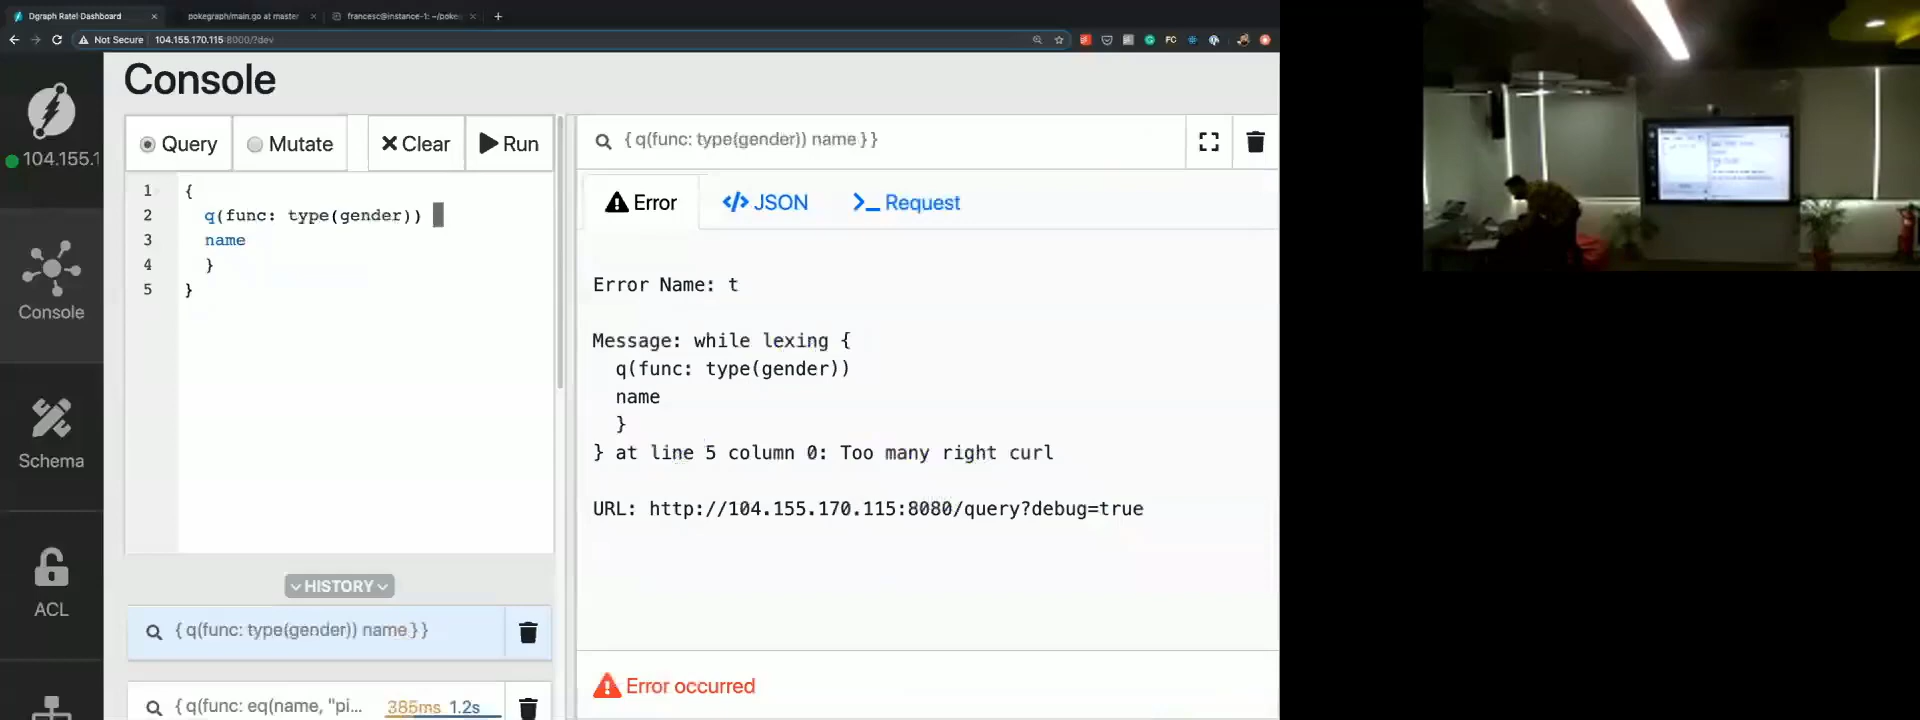 Dgraph Ratel Dashboard
pokegraph/main.go at master
francesc@instance-1: ~/poke
Not Secure 104.155.170.115:8000/?dev
FC
Console
Query Mutate Clear Run
104.155.1
1 {
2 q(func: type(gender))
3 name
4 }
5 }
{ q(func: type(gender)) name } }
Error JSON Request
Error Name: t
Message: while lexing {
q(func: type(gender))
name
}
} at line 5 column 0: Too many right curl
URL: http://104.155.170.115:8080/query?debug=true
Error occurred
Console
Schema
ACL
HISTORY
{ q(func: type(gender)) name } }
{ q(func: eq(name, "pi... 385ms 1.2s